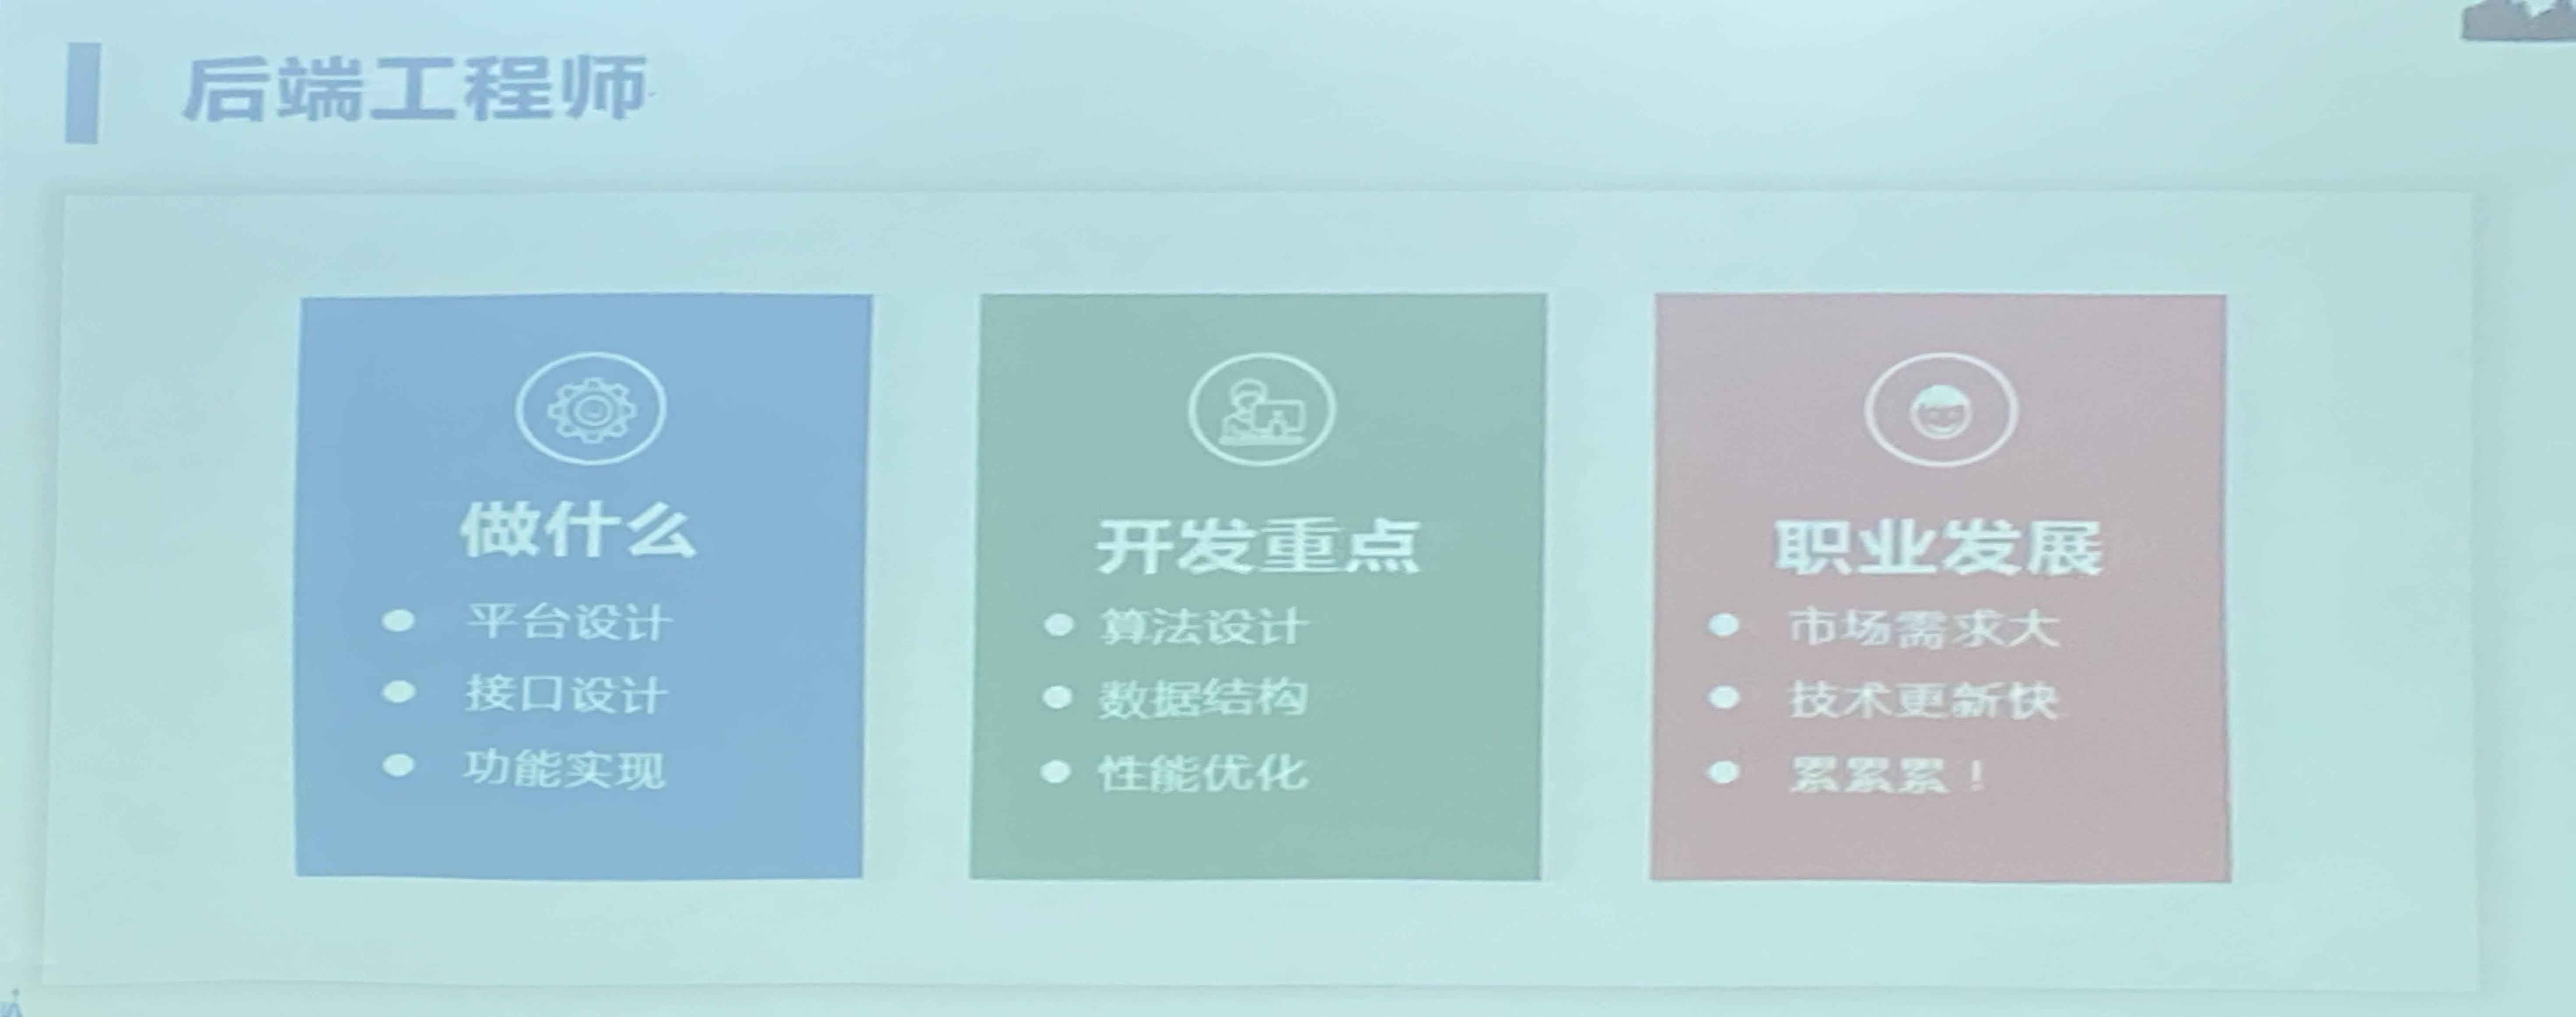 后端工程师
做什么
平台设计
接口设计
功能实现
开发重点
算法设计
数据结构
性能优化
职业发展
市场需求大
技术更新快
累累累！